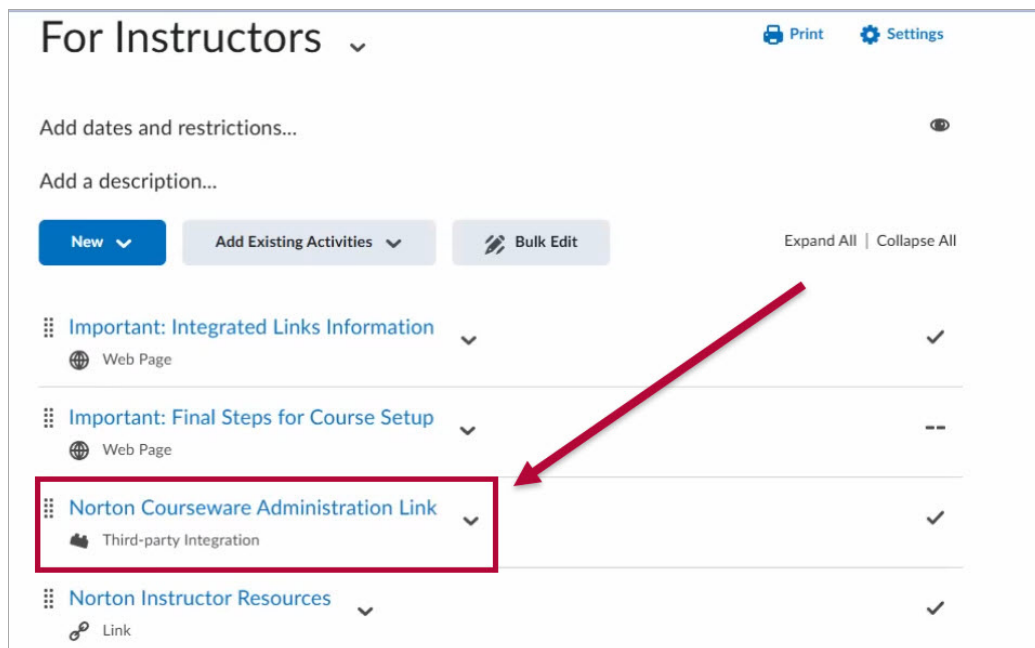 For Instructors
Print
Settings
Add dates and restrictions...
Add a description...
New
Add Existing Activities
Bulk Edit
Expand All | Collapse All
Important: Integrated Links Information
Web Page
Important: Final Steps for Course Setup
Web Page
--
Norton Courseware Administration Link
Third-party Integration
Norton Instructor Resources
Link